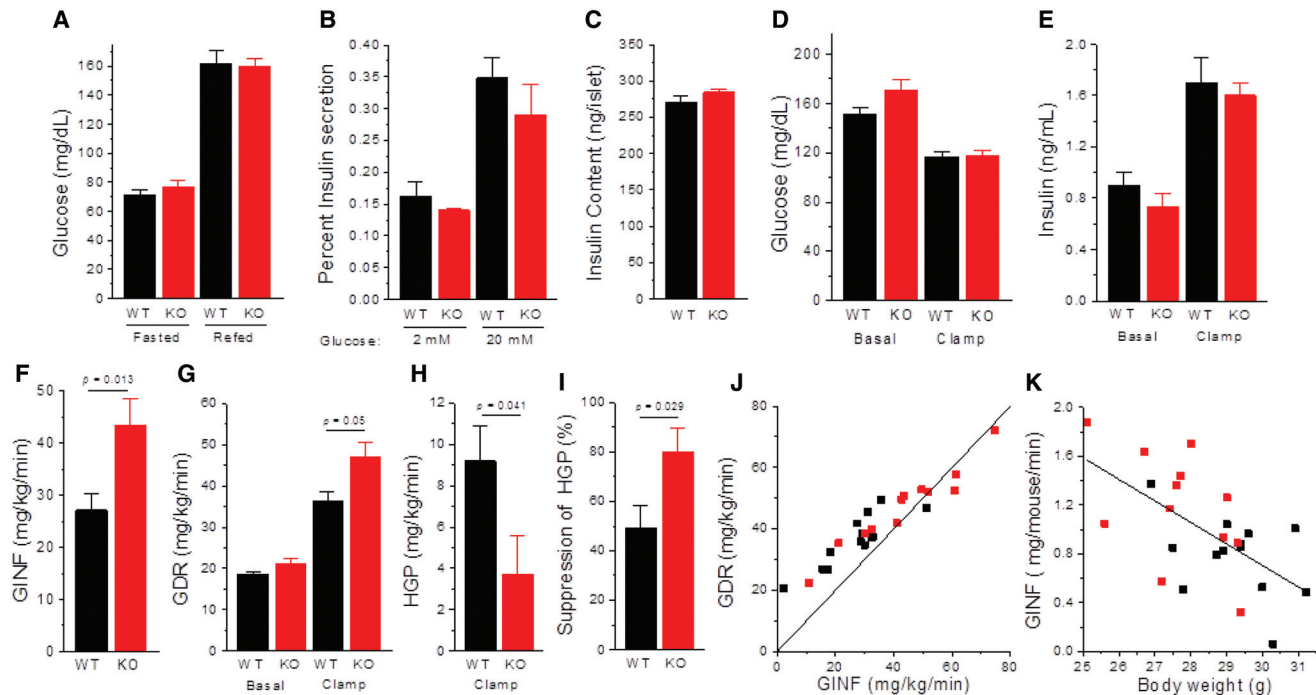 A
Glucose (mg/dL)
160
140
120
100
80
60
40
20
0
WT KO WT KO
Fasted Refed
B
Percent Insulin secretion
0.40
0.35
0.30
0.25
0.20
0.15
0.10
0.05
0.00
WT KO WT KO
Glucose: 2 mM 20 mM
C
Insulin Content (ng/islet)
350
300
250
200
150
100
50
0
WT KO
D
Glucose (mg/dL)
200
160
120
80
40
0
WT KO WT KO
Basal Clamp
E
Insulin (ng/mL)
2.0
1.6
1.2
0.8
0.4
0.0
WT KO WT KO
Basal Clamp
F
p = 0.013
GINF (mg/kg/min)
50
40
30
20
10
0
WT KO
G
p = 0.05
GDR (mg/kg/min)
60
50
40
30
20
10
0
WT KO WT KO
Basal Clamp
H
p = 0.041
HGP (mg/kg/min)
12
10
8
6
4
2
0
WT KO
Clamp
I
p = 0.029
Suppression of HGP (%)
100
80
60
40
20
0
WT KO
J
GDR (mg/kg/min)
80
60
40
20
0
0 20 40 60 80
GINF (mg/kg/min)
K
GINF ( mg/mouse/min)
2.0
1.6
1.2
0.8
0.4
0.0
25 26 27 28 29 30 31
Body weight (g)